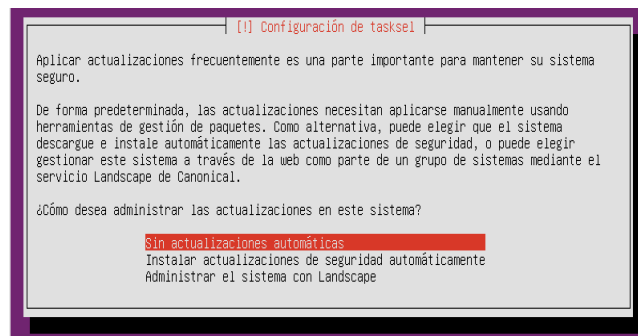 [!] Configuración de tasksel
Aplicar actualizaciones frecuentemente es una parte importante para mantener su sistema
seguro.
De forma predeterminada, las actualizaciones necesitan aplicarse manualmente usando
herramientas de gestión de paquetes. Como alternativa, puede elegir que el sistema
descargue e instale automáticamente las actualizaciones de seguridad, o puede elegir
gestionar este sistema a través de la web como parte de un grupo de sistemas mediante el
servicio Landscape de Canonical.
¿Cómo desea administrar las actualizaciones en este sistema?
Sin actualizaciones automáticas
Instalar actualizaciones de seguridad automáticamente
Administrar el sistema con Landscape